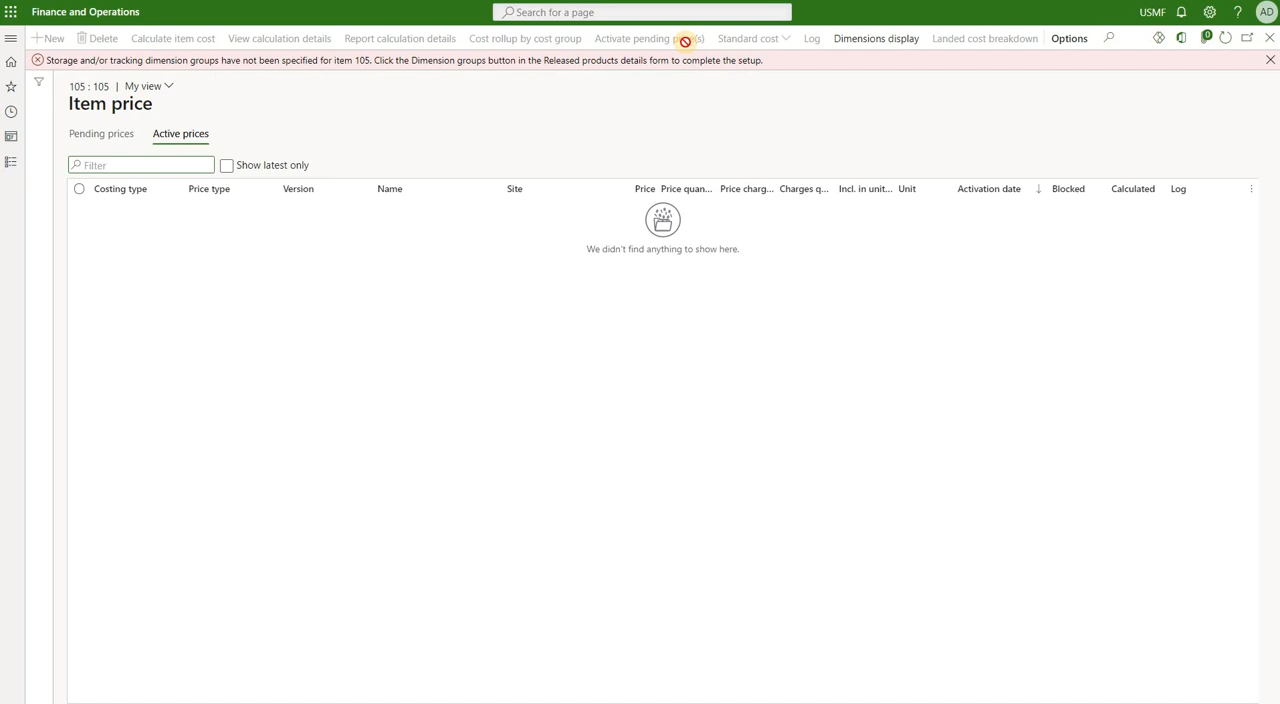 Finance and Operations
Search for a page
USMF
?
AD
New
Delete
Calculate item cost
View calculation details
Report calculation details
Cost rollup by cost group
Activate pending
(s)
Standard cost
Log
Dimensions display
Landed cost breakdown
Options
0
Storage and/or tracking dimension groups have not been specified for item 105. Click the Dimension groups button in the Released products details form to complete the setup.
105 : 105 | My view
Item price
Pending prices
Active prices
Filter
Show latest only
Costing type
Price type
Version
Name
Site
Price
Price quan...
Price charg...
Charges q...
Incl. in unit...
Unit
Activation date
Blocked
Calculated
Log
We didn't find anything to show here.